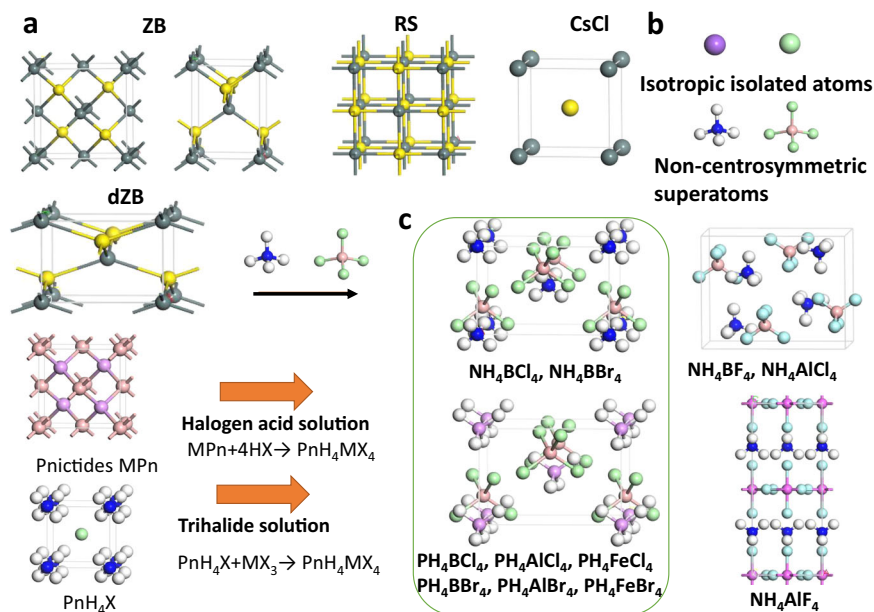 a
ZB
RS
CsCl
b
Isotropic isolated atoms
Non-centrosymmetric
superatoms
dZB
c
Halogen acid solution
MPn+4HX→ PnH₄MX₄
Pnictides MPn
Trihalide solution
PnH₄X+MX₃→ PnH₄MX₄
PnH₄X
NH₄BCl₄, NH₄BBr₄
PH₄BCl₄, PH₄AlCl₄, PH₄FeCl₄
PH₄BBr₄, PH₄AlBr₄, PH₄FeBr₄
NH₄BF₄, NH₄AlCl₄
NH₄AlF₄